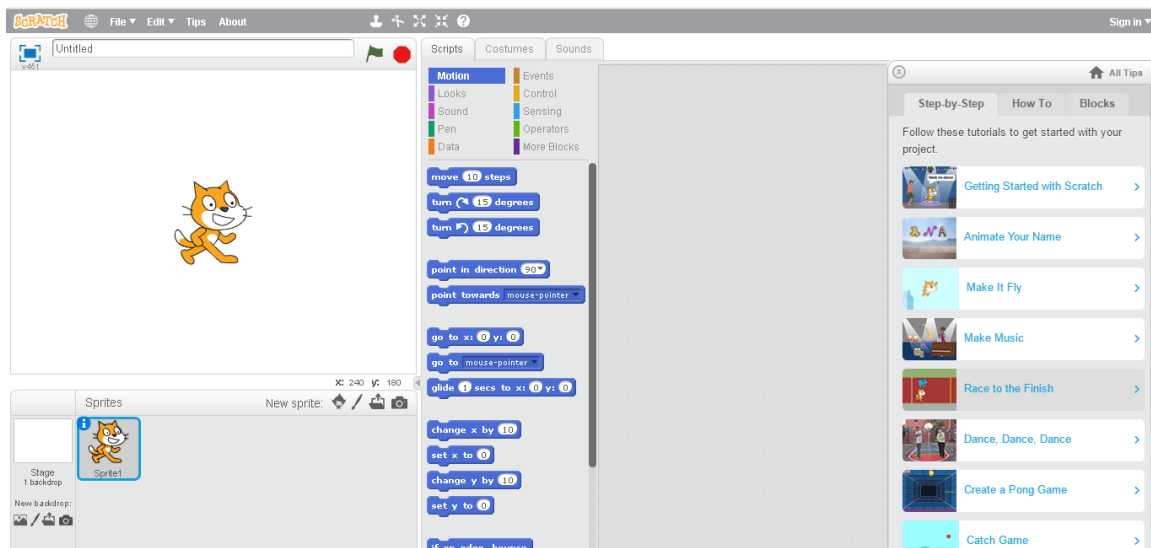 SCRATCH File Edit Tips About Sign in
Untitled
v461
X: 240 y: 180
Sprites New sprite:
Sprite1
Stage
1 backdrop
New backdrop:
Scripts Costumes Sounds
Motion Events
Looks Control
Sound Sensing
Pen Operators
Data More Blocks
move 10 steps
turn 15 degrees
turn 15 degrees
point in direction 90
point towards mouse-pointer
go to x: 0 y: 0
go to mouse-pointer
glide 1 secs to x: 0 y: 0
change x by 10
set x to 0
change y by 10
set y to 0
if on edge, bounce
All Tips
Step-by-Step How To Blocks
Follow these tutorials to get started with your
project.
Getting Started with Scratch
Animate Your Name
Make It Fly
Make Music
Race to the Finish
Dance, Dance, Dance
Create a Pong Game
Catch Game